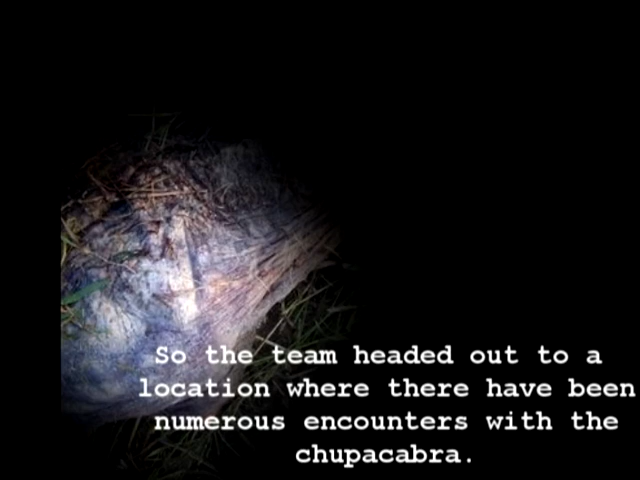 So the team headed out to a
location where there have been
numerous encounters with the
chupacabra.